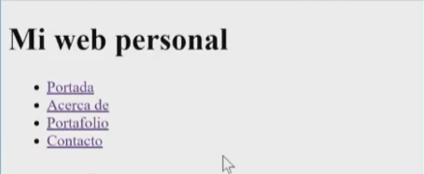 Mi web personal
Portada
Acerca de
Portafolio
Contacto